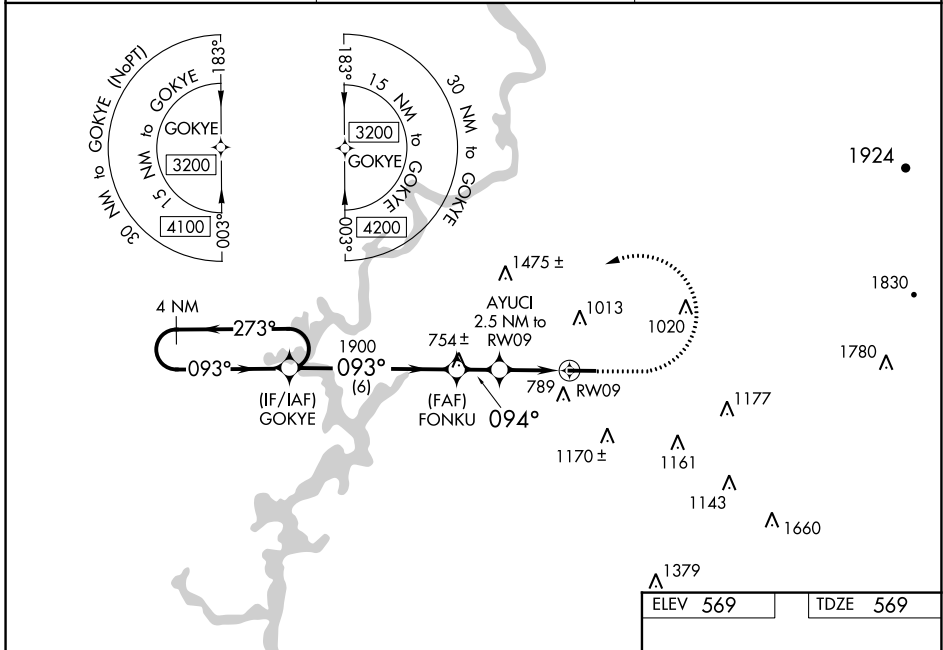 30 NM to GOKYE (NoPT)
15 NM to GOKYE
183°
GOKYE
3200
4100
003°
183°
15 NM to GOKYE
30 NM to GOKYE
3200
GOKYE
4200
003°
1924
1830
1780
1475 ±
1013
1020
AYUCI
2.5 NM to
RW09
4 NM
273°
093°
(IF/IAF)
GOKYE
1900
093°
(6)
754 ±
(FAF)
FONKU
094°
789
RW09
1177
1170 ±
1161
1143
1660
1379
ELEV 569
TDZE 569